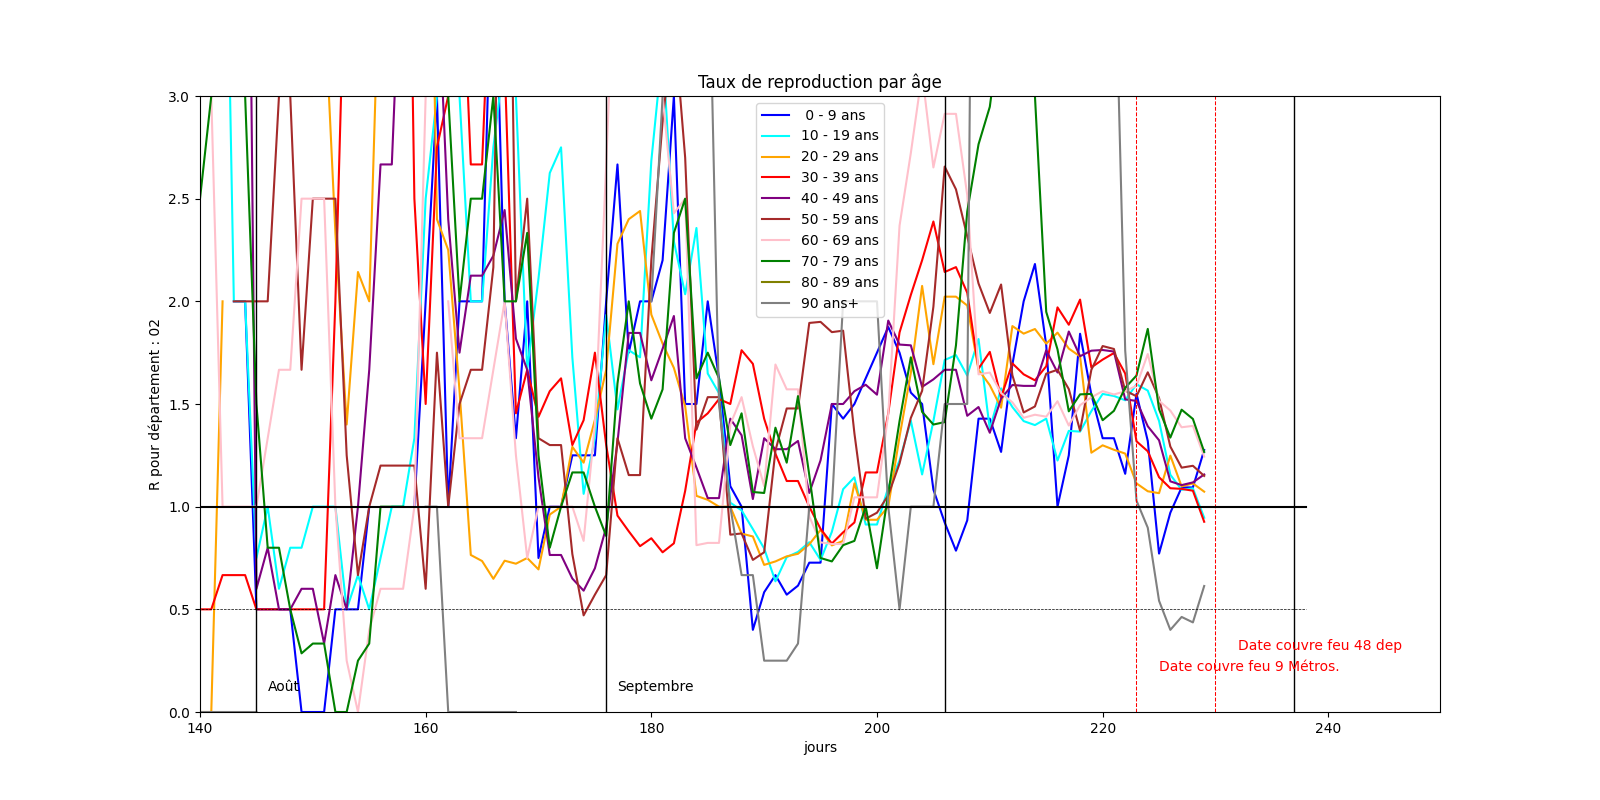 Taux de reproduction par âge
3.0
2.5
2.0
1.5
1.0
0.5
0.0
R pour département : 02
0 - 9 ans
10 - 19 ans
20 - 29 ans
30 - 39 ans
40 - 49 ans
50 - 59 ans
60 - 69 ans
70 - 79 ans
80 - 89 ans
90 ans+
Date couvre feu 48 dep
Date couvre feu 9 Métros.
Août
Septembre
140
160
180
200
220
240
jours